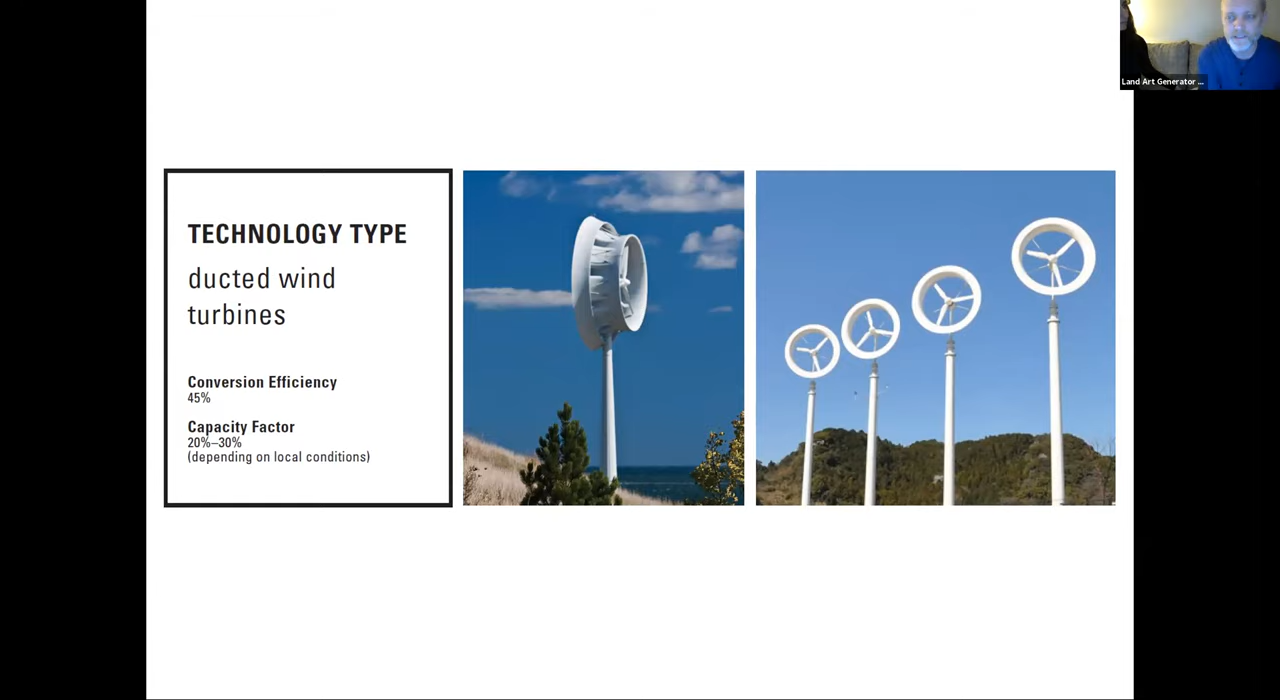 TECHNOLOGY TYPE
ducted wind
turbines
Conversion Efficiency
45%
Capacity Factor
20%–30%
(depending on local conditions)
Land Art Generator ...